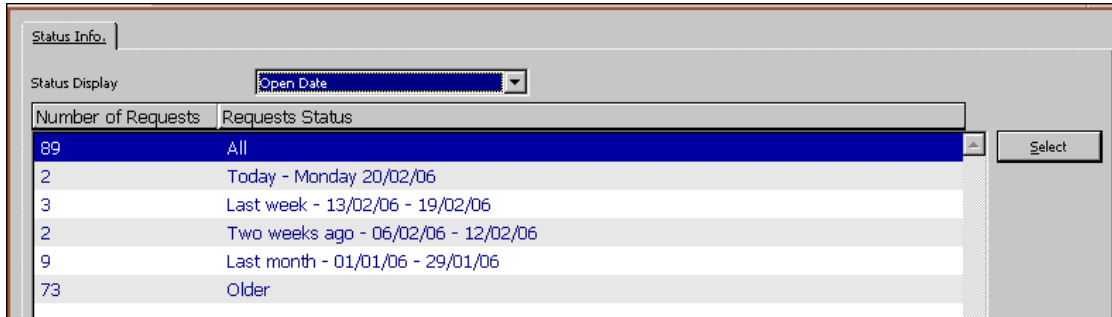 Status Info.
Status Display Open Date
Number of Requests Requests Status
89 All
Select
2 Today - Monday 20/02/06
3 Last week - 13/02/06 - 19/02/06
2 Two weeks ago - 06/02/06 - 12/02/06
9 Last month - 01/01/06 - 29/01/06
73 Older